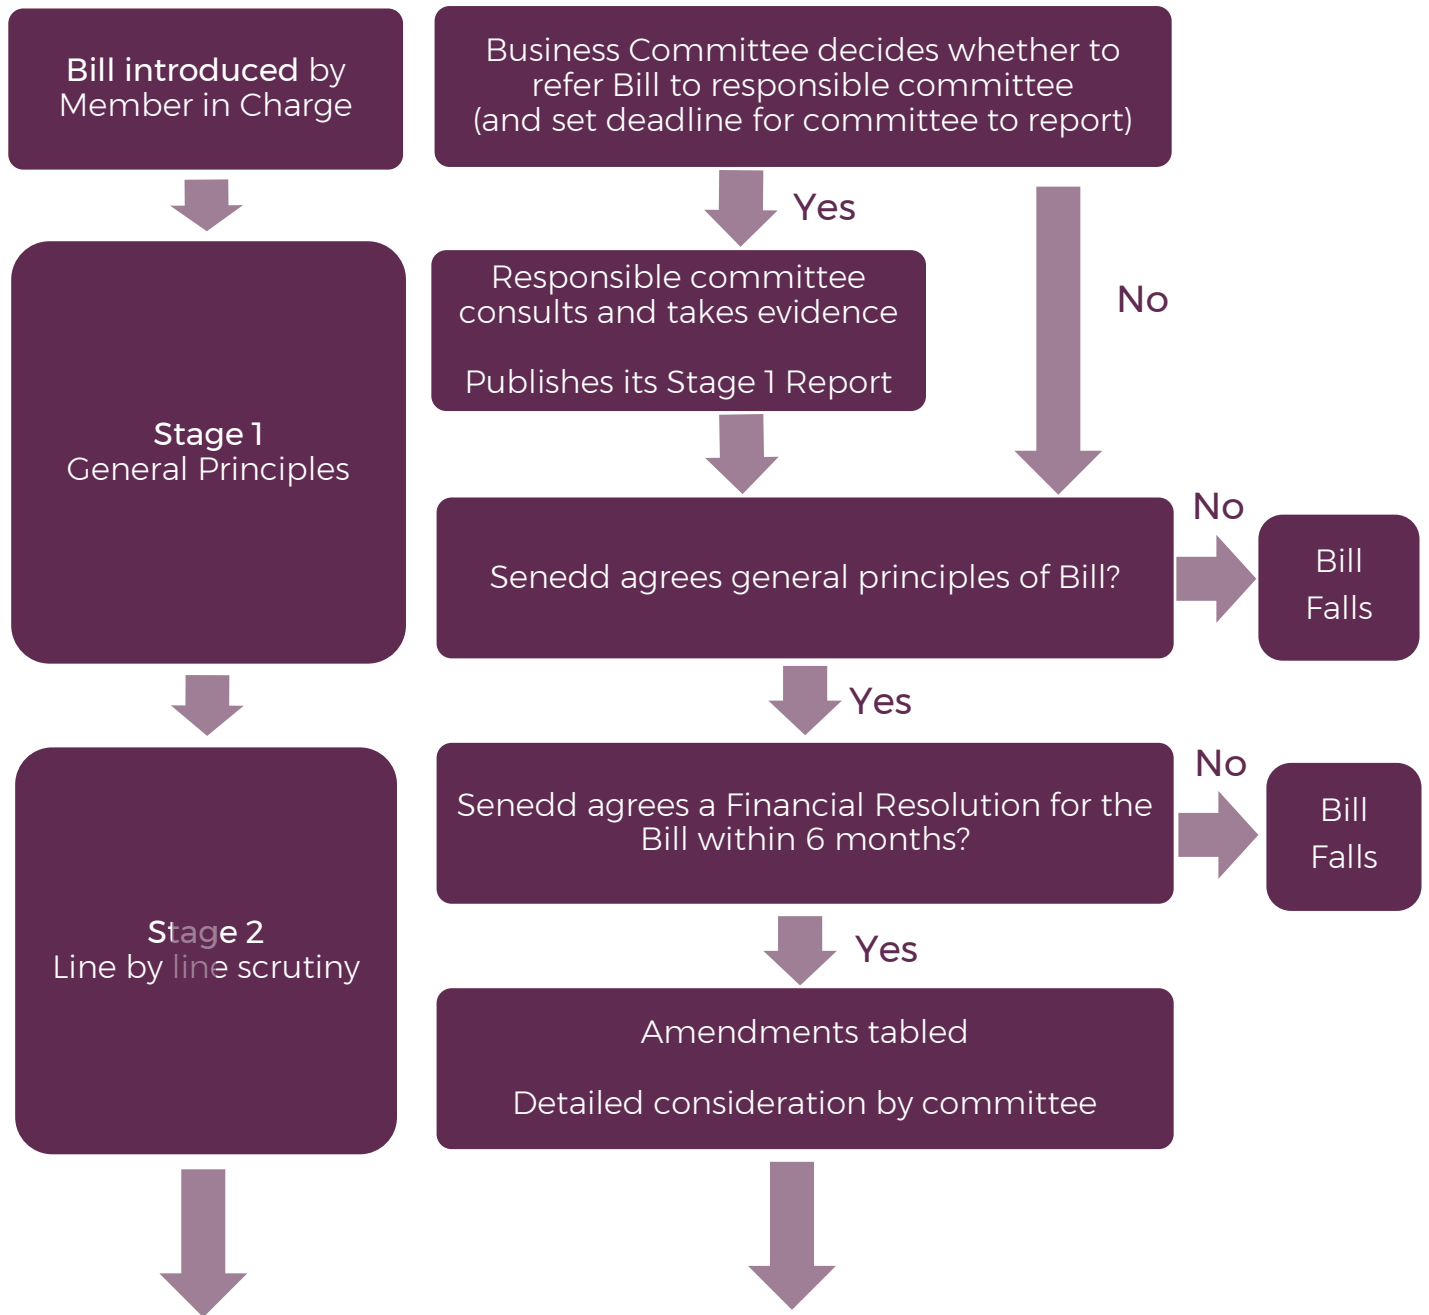 Bill introduced by
Member in Charge
Business Committee decides whether to
refer Bill to responsible committee
(and set deadline for committee to report)
Yes
No
Responsible committee
consults and takes evidence
Publishes its Stage 1 Report
Stage 1
General Principles
Senedd agrees general principles of Bill?
No
Bill
Falls
Yes
Senedd agrees a Financial Resolution for the
Bill within 6 months?
No
Bill
Falls
Stage 2
Line by line scrutiny
Yes
Amendments tabled
Detailed consideration by committee